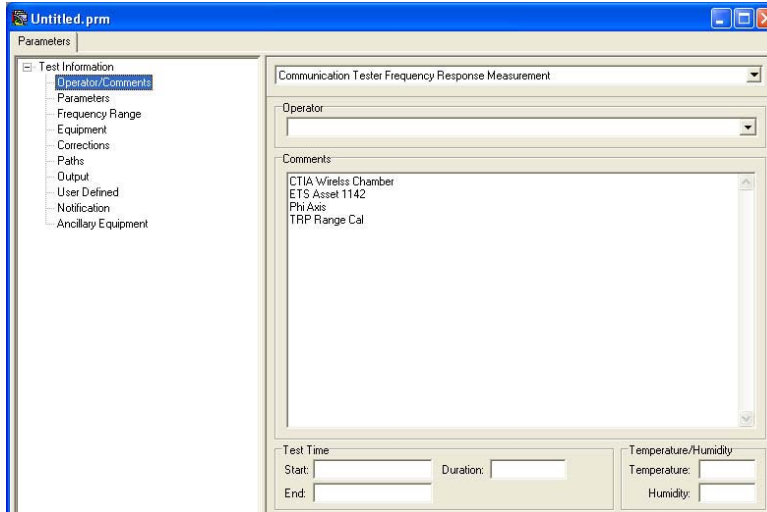 Untitled.prm
Parameters
Test Information
Operator/Comments
Parameters
Frequency Range
Equipment
Corrections
Paths
Output
User Defined
Notification
Ancillary Equipment
Communication Tester Frequency Response Measurement
Operator
Comments
CTIA Wirelss Chamber
ETS Asset 1142
Phi Axis
TRP Range Cal
Test Time
Start:
Duration:
End:
Temperature/Humidity
Temperature:
Humidity: